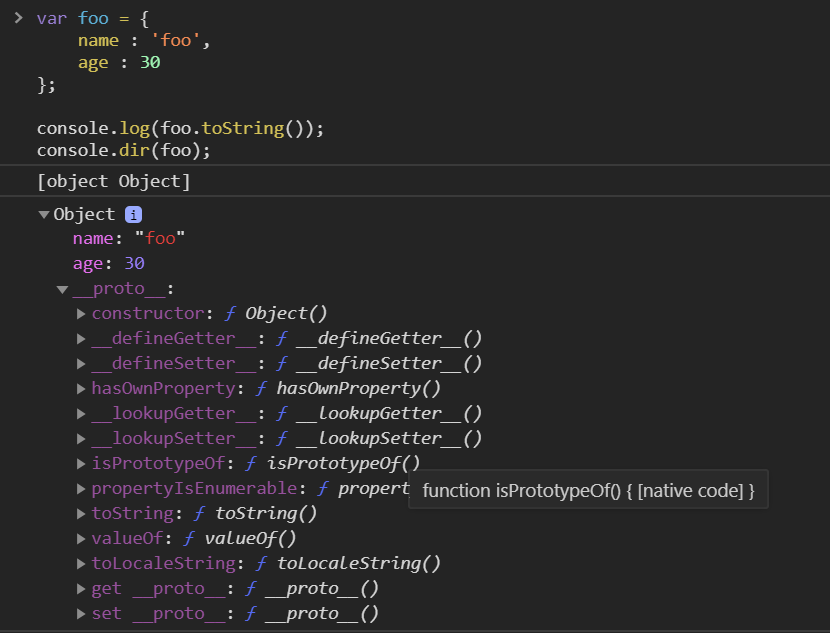 > var foo = {
name : 'foo',
age : 30
};
console.log(foo.toString());
console.dir(foo);
[object Object]
Object i
name: "foo"
age: 30
__proto__:
constructor: ƒ Object()
__defineGetter__: ƒ __defineGetter__()
__defineSetter__: ƒ __defineSetter__()
hasOwnProperty: ƒ hasOwnProperty()
__lookupGetter__: ƒ __lookupGetter__()
__lookupSetter__: ƒ __lookupSetter__()
isPrototypeOf: ƒ isPrototypeOf()
propertyIsEnumerable: ƒ propert
function isPrototypeOf() { [native code] }
toString: ƒ toString()
valueOf: ƒ valueOf()
toLocaleString: ƒ toLocaleString()
get __proto__: ƒ __proto__()
set __proto__: ƒ __proto__()